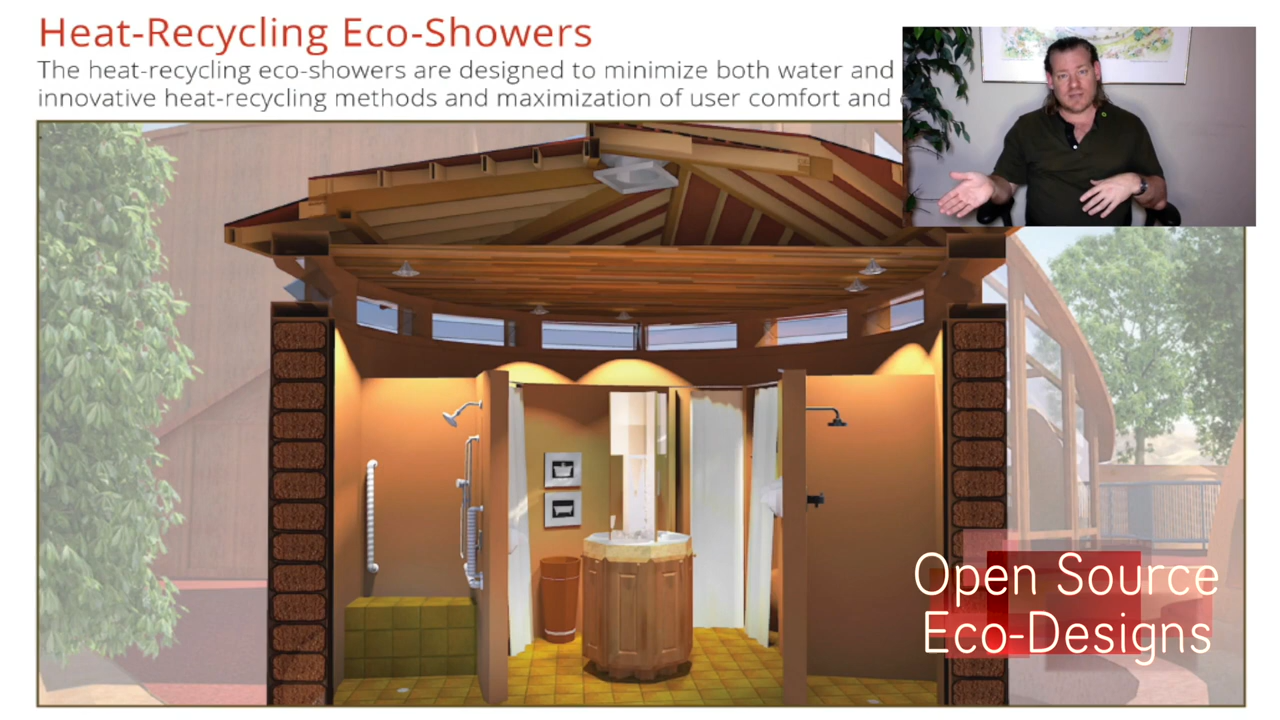 Heat-Recycling Eco-Showers
The heat-recycling eco-showers are designed to minimize both water and
innovative heat-recycling methods and maximization of user comfort and
Open Source
Eco-Designs